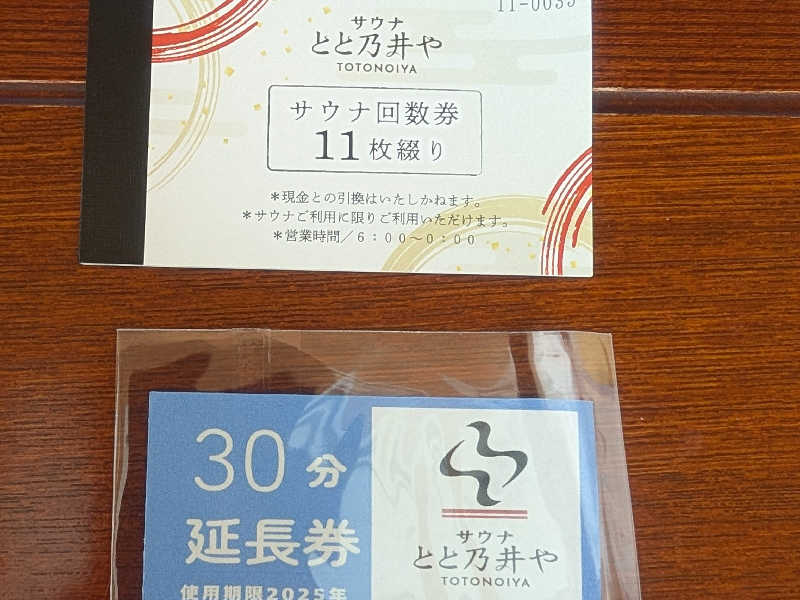 サウナ
とと乃井や
TOTONOIYA
サウナ回数券
11枚綴り
*現金との引換はいたしかねます。
*サウナご利用に限りご利用いただけます。
*営業時間／6：00〜0：00
30分
延長券
使用期限2025年
サウナ
とと乃井や
TOTONOIYA